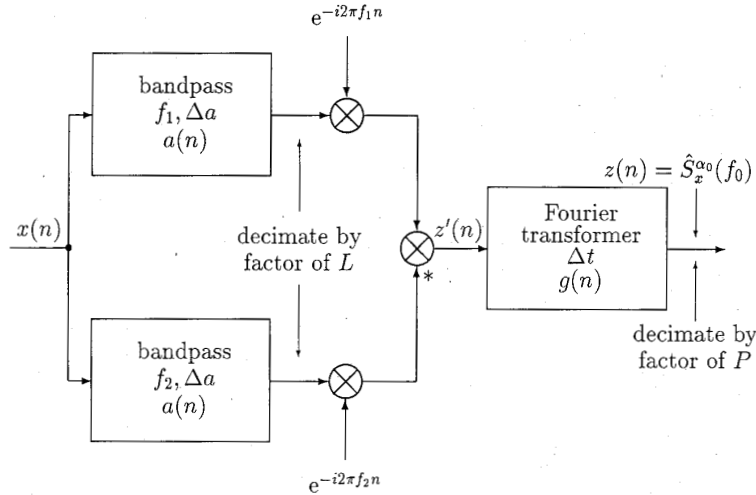 e^{-i2πf_1n}
bandpass
f_1, Δa
a(n)
z(n) = Ŝ_x^{α_0}(f_0)
x(n)
decimate by
factor of L
z'(n)
*
Fourier
transformer
Δt
g(n)
bandpass
f_2, Δa
a(n)
decimate by
factor of P
e^{-i2πf_2n}